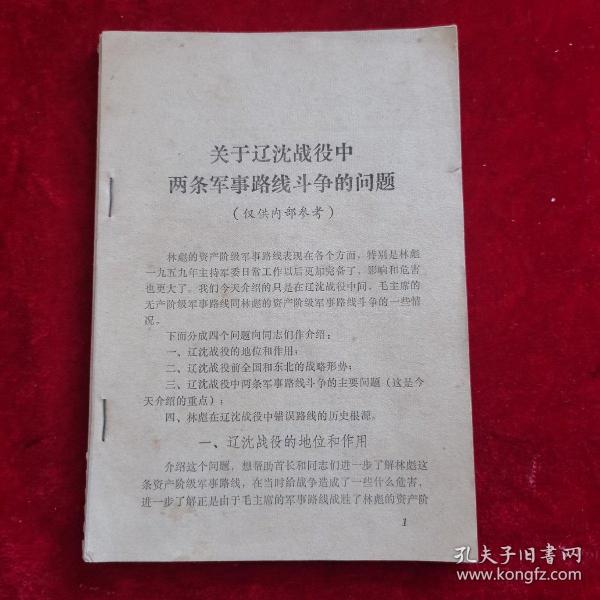 关于辽沈战役中
两条军事路线斗争的问题
(仅供内部参考)
林彪的资产阶级军事路线表现在各个方面，特别是林彪
一九五九年主持军委日常工作以后更加完备了，影响和危害
也更大了。我们今天介绍的只是在辽沈战役中间，毛主席的
无产阶级军事路线同林彪的资产阶级军事路线斗争的一些情
况。
下面分成四个问题向同志们作介绍：
一、辽沈战役的地位和作用；
二、辽沈战役前全国和东北的战略形势；
三、辽沈战役中两条军事路线斗争的主要问题（这是今
天介绍的重点）；
四、林彪在辽沈战役中错误路线的历史根源。
一、辽沈战役的地位和作用
介绍这个问题，想帮助首长和同志们进一步了解林彪这
条资产阶级军事路线，在当时给战争造成了一些什么危害，
进一步了解正是由于毛主席的军事路线战胜了林彪的资产阶
1
孔夫子旧书网
www.kongfz.com